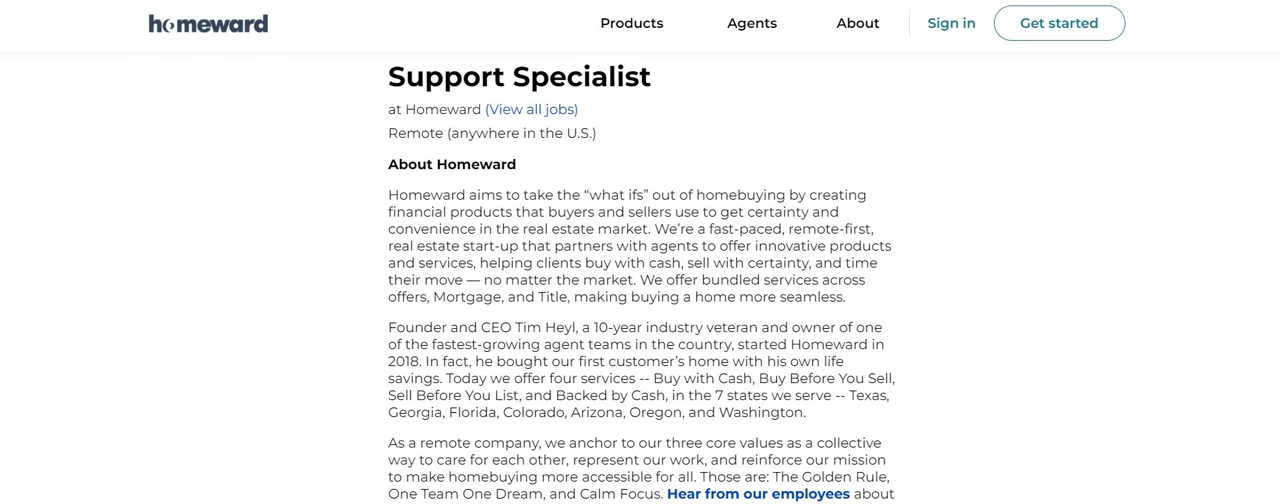 homeward
Products Agents About Sign in Get started
Support Specialist
at Homeward (View all jobs)
Remote (anywhere in the U.S.)
About Homeward
Homeward aims to take the “what ifs” out of homebuying by creating
financial products that buyers and sellers use to get certainty and
convenience in the real estate market. We’re a fast-paced, remote-first,
real estate start-up that partners with agents to offer innovative products
and services, helping clients buy with cash, sell with certainty, and time
their move — no matter the market. We offer bundled services across
offers, Mortgage, and Title, making buying a home more seamless.
Founder and CEO Tim Heyl, a 10-year industry veteran and owner of one
of the fastest-growing agent teams in the country, started Homeward in
2018. In fact, he bought our first customer’s home with his own life
savings. Today we offer four services -- Buy with Cash, Buy Before You Sell,
Sell Before You List, and Backed by Cash, in the 7 states we serve -- Texas,
Georgia, Florida, Colorado, Arizona, Oregon, and Washington.
As a remote company, we anchor to our three core values as a collective
way to care for each other, represent our work, and reinforce our mission
to make homebuying more accessible for all. Those are: The Golden Rule,
One Team One Dream, and Calm Focus. Hear from our employees about